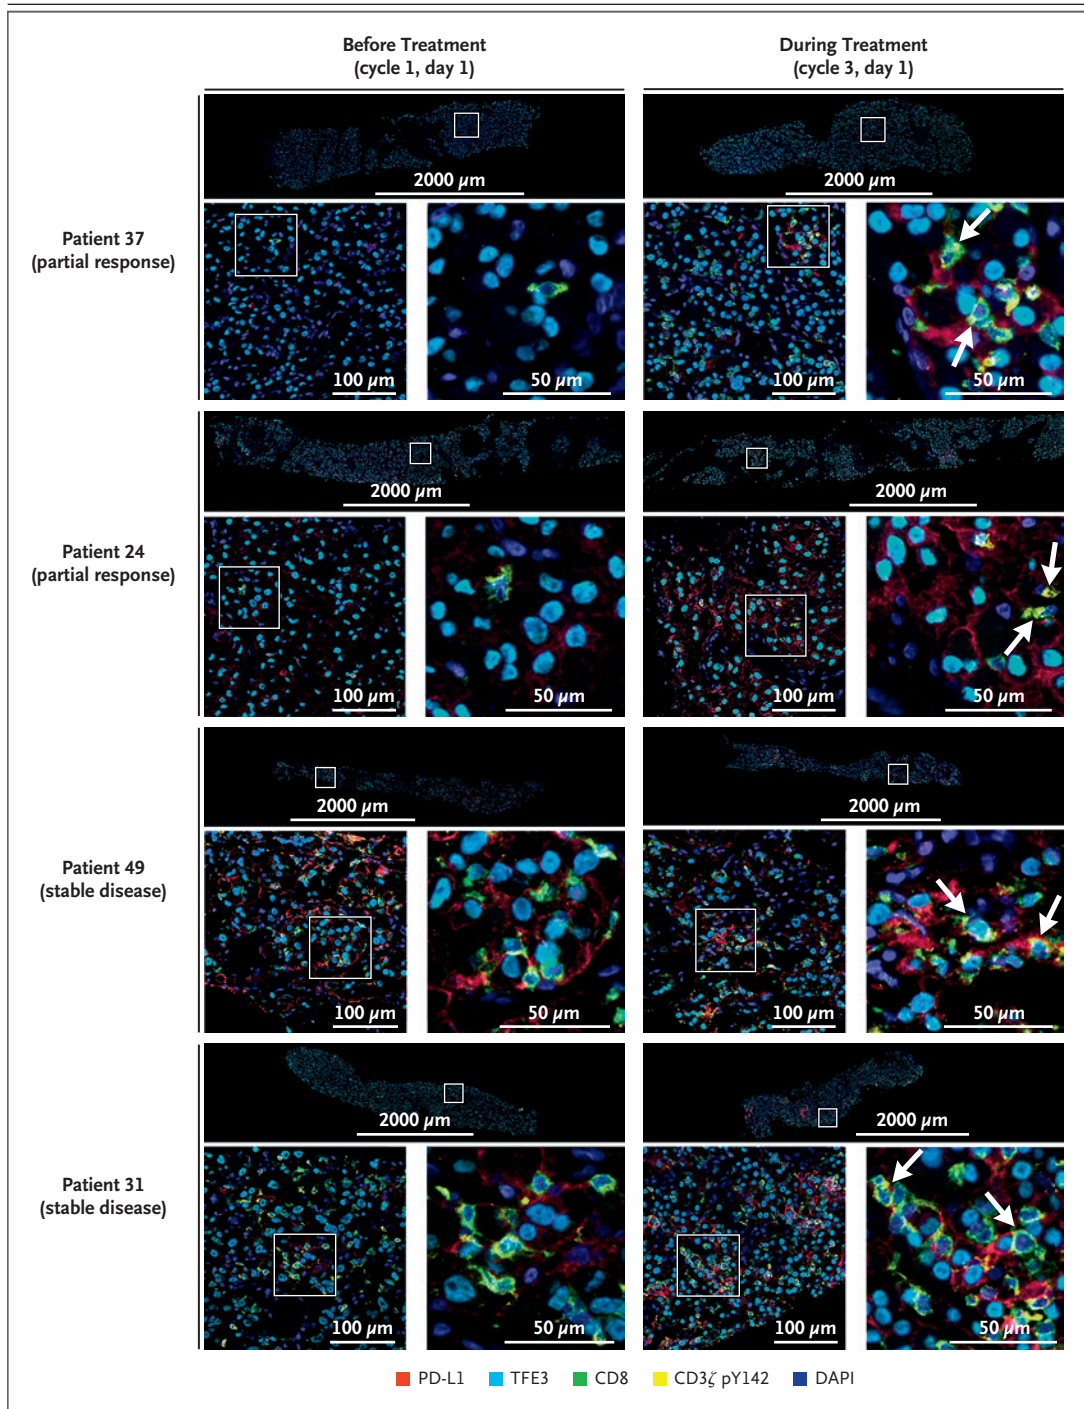 Before Treatment
(cycle 1, day 1)
During Treatment
(cycle 3, day 1)
2000 µm
2000 µm
Patient 37
(partial response)
100 µm
50 µm
100 µm
50 µm
2000 µm
2000 µm
Patient 24
(partial response)
100 µm
50 µm
100 µm
50 µm
2000 µm
2000 µm
Patient 49
(stable disease)
100 µm
50 µm
100 µm
50 µm
2000 µm
2000 µm
Patient 31
(stable disease)
100 µm
50 µm
100 µm
50 µm
PD-L1 TFE3 CD8 CD3ζ pY142 DAPI